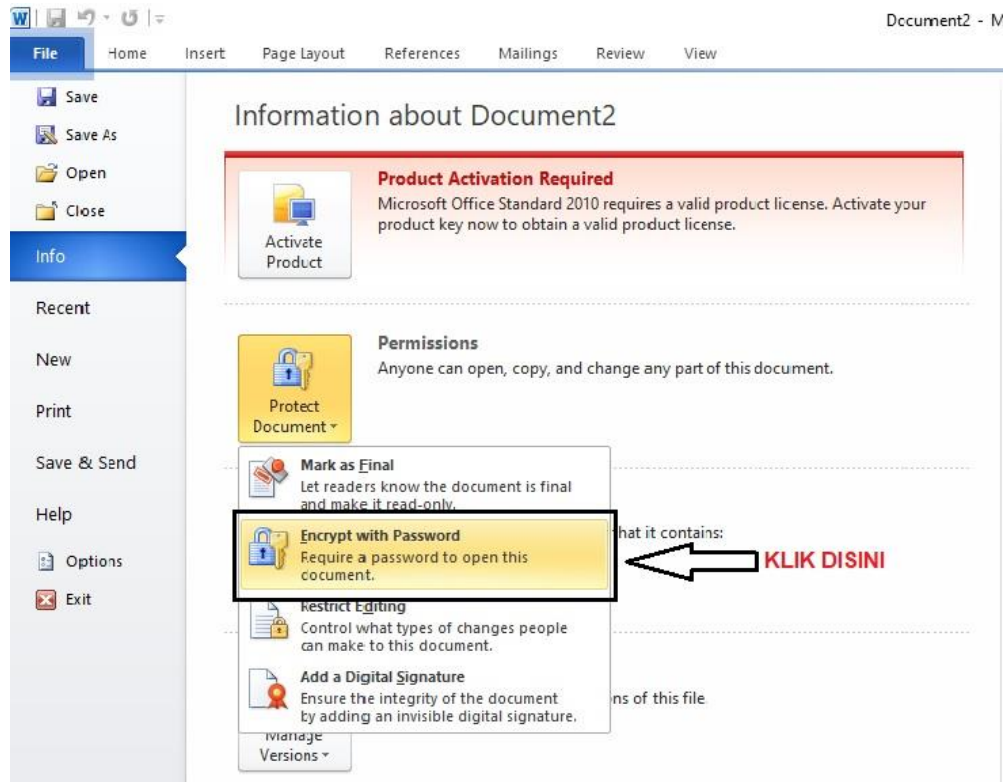 W
Document2 - M
File Home Insert Page Layout References Mailings Review View
Save
Save As
Open
Close
Info
Recent
New
Print
Save & Send
Help
Options
Exit
Information about Document2
Activate
Product
Product Activation Required
Microsoft Office Standard 2010 requires a valid product license. Activate your
product key now to obtain a valid product license.
Protect
Document
Permissions
Anyone can open, copy, and change any part of this document.
Mark as Final
Let readers know the document is final
and make it read-only.
Encrypt with Password
Require a password to open this
document.
hat it contains:
KLIK DISINI
Restrict Editing
Control what types of changes people
can make to this document.
Add a Digital Signature
Ensure the integrity of the document
by adding an invisible digital signature.
ns of this file
Manage
Versions